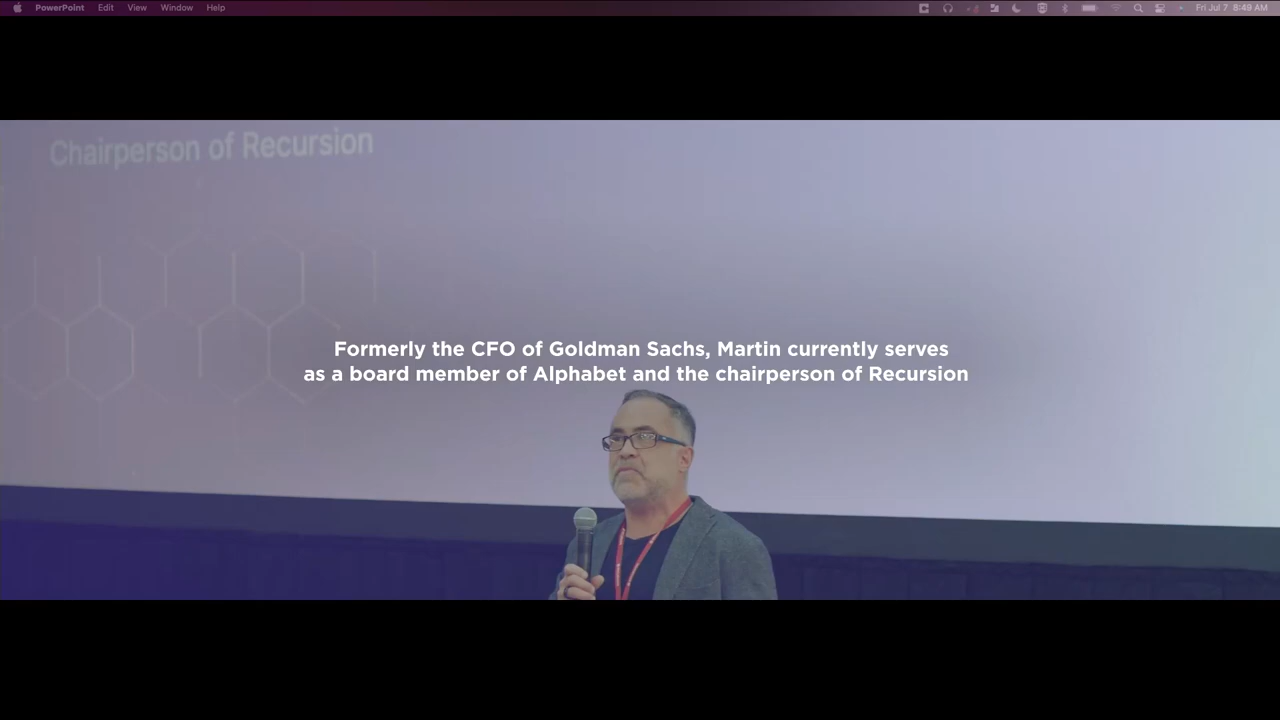 PowerPoint Edit View Window Help Fri Jul 7 8:49 AM
Chairperson of Recursion
Formerly the CFO of Goldman Sachs, Martin currently serves
as a board member of Alphabet and the chairperson of Recursion